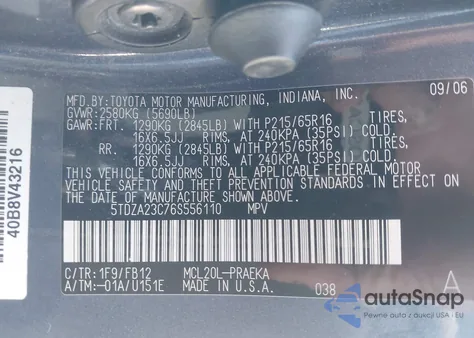 MFD.BY:TOYOTA MOTOR MANUFACTURING, INDIANA, INC. 09/06
GVWR:2580KG (5690LB)
GAWR:FRT. 1290KG (2845LB) WITH P215/65R16 TIRES,
16X6.5JJ RIMS, AT 240KPA (35PSI) COLD.
RR. 1290KG (2845LB) WITH P215/65R16 TIRES,
16X6.5JJ RIMS, AT 240KPA (35PSI) COLD.
THIS VEHICLE CONFORMS TO ALL APPLICABLE FEDERAL MOTOR
VEHICLE SAFETY STANDARDS IN EFFECT ON THE DATE OF
MANUFACTURE SHOWN ABOVE.
5TDZA23C76S556110 MPV
C/TR:1F9/FB12 MCL20L-PRAEKA A
A/TM:-01A/U151E MADE IN U.S.A. 038
40B8V43216
autoSnap
Pewne auto z aukcji w USA i EU